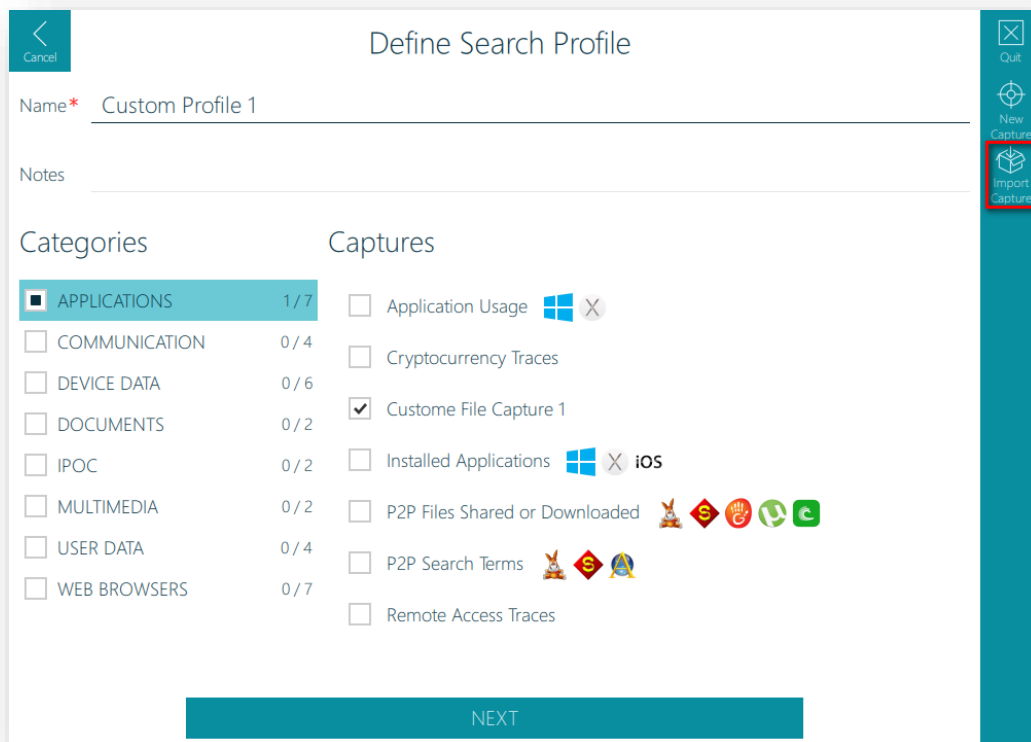 Cancel
Define Search Profile
Quit
Name* Custom Profile 1
New
Capture
Import
Capture
Notes
Categories
Captures
APPLICATIONS 1 / 7
COMMUNICATION 0 / 4
DEVICE DATA 0 / 6
DOCUMENTS 0 / 2
IPOC 0 / 2
MULTIMEDIA 0 / 2
USER DATA 0 / 4
WEB BROWSERS 0 / 7
Application Usage X
Cryptocurrency Traces
Custome File Capture 1
Installed Applications X iOS
P2P Files Shared or Downloaded
P2P Search Terms
Remote Access Traces
NEXT